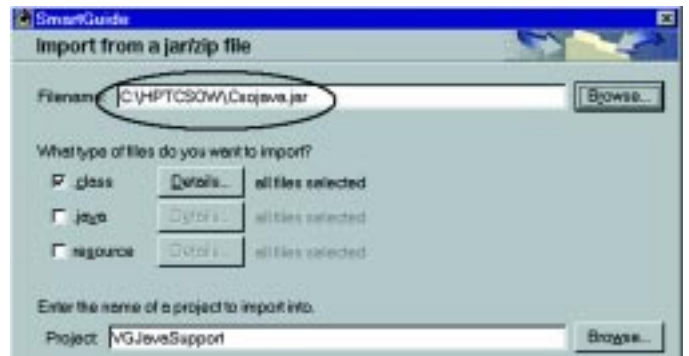 SmartGuide
Import from a jar/zip file
Filename: C:\HPTCSOW\Csojava.jar Browse...
What type of files do you want to import?
.class Details... all files selected
.java Details... all files selected
resource Details... all files selected
Enter the name of a project to import into.
Project: VGJavaSupport Browse...